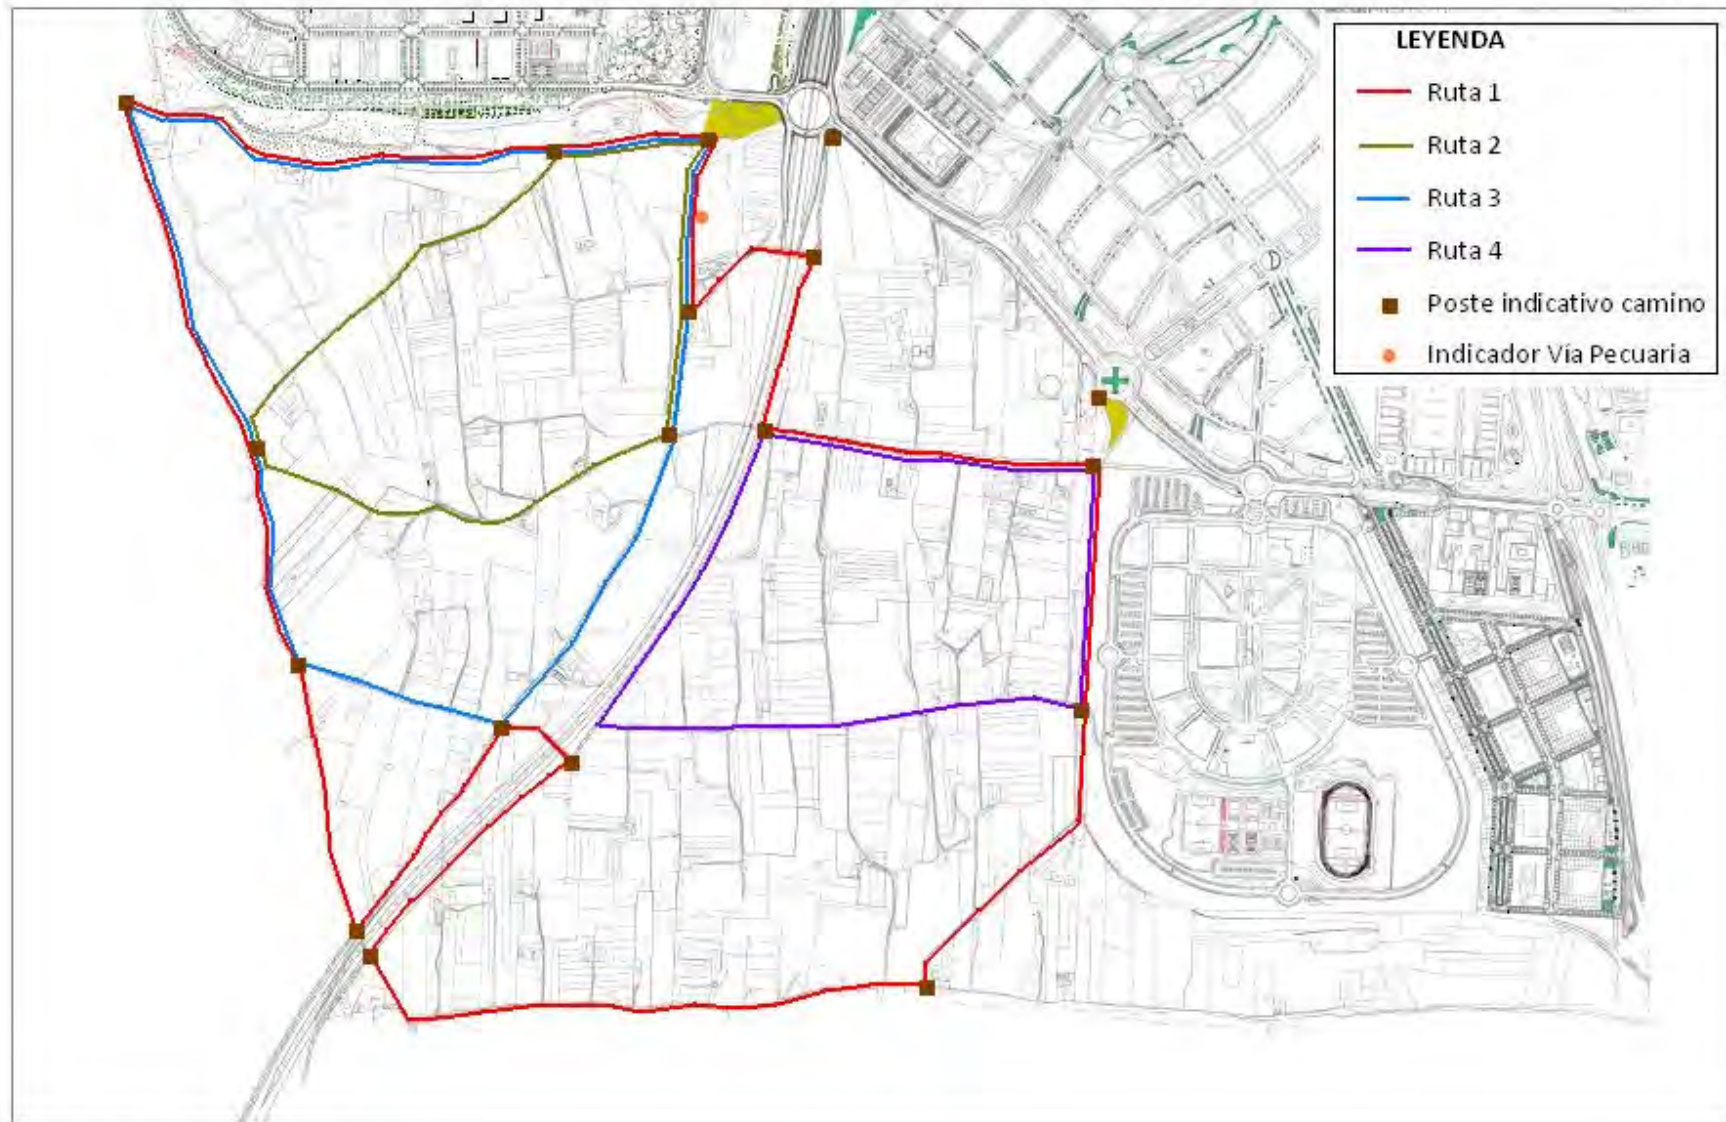 LEYENDA
Ruta 1
Ruta 2
Ruta 3
Ruta 4
Poste indicativo camino
Indicador Vía Pecuaria